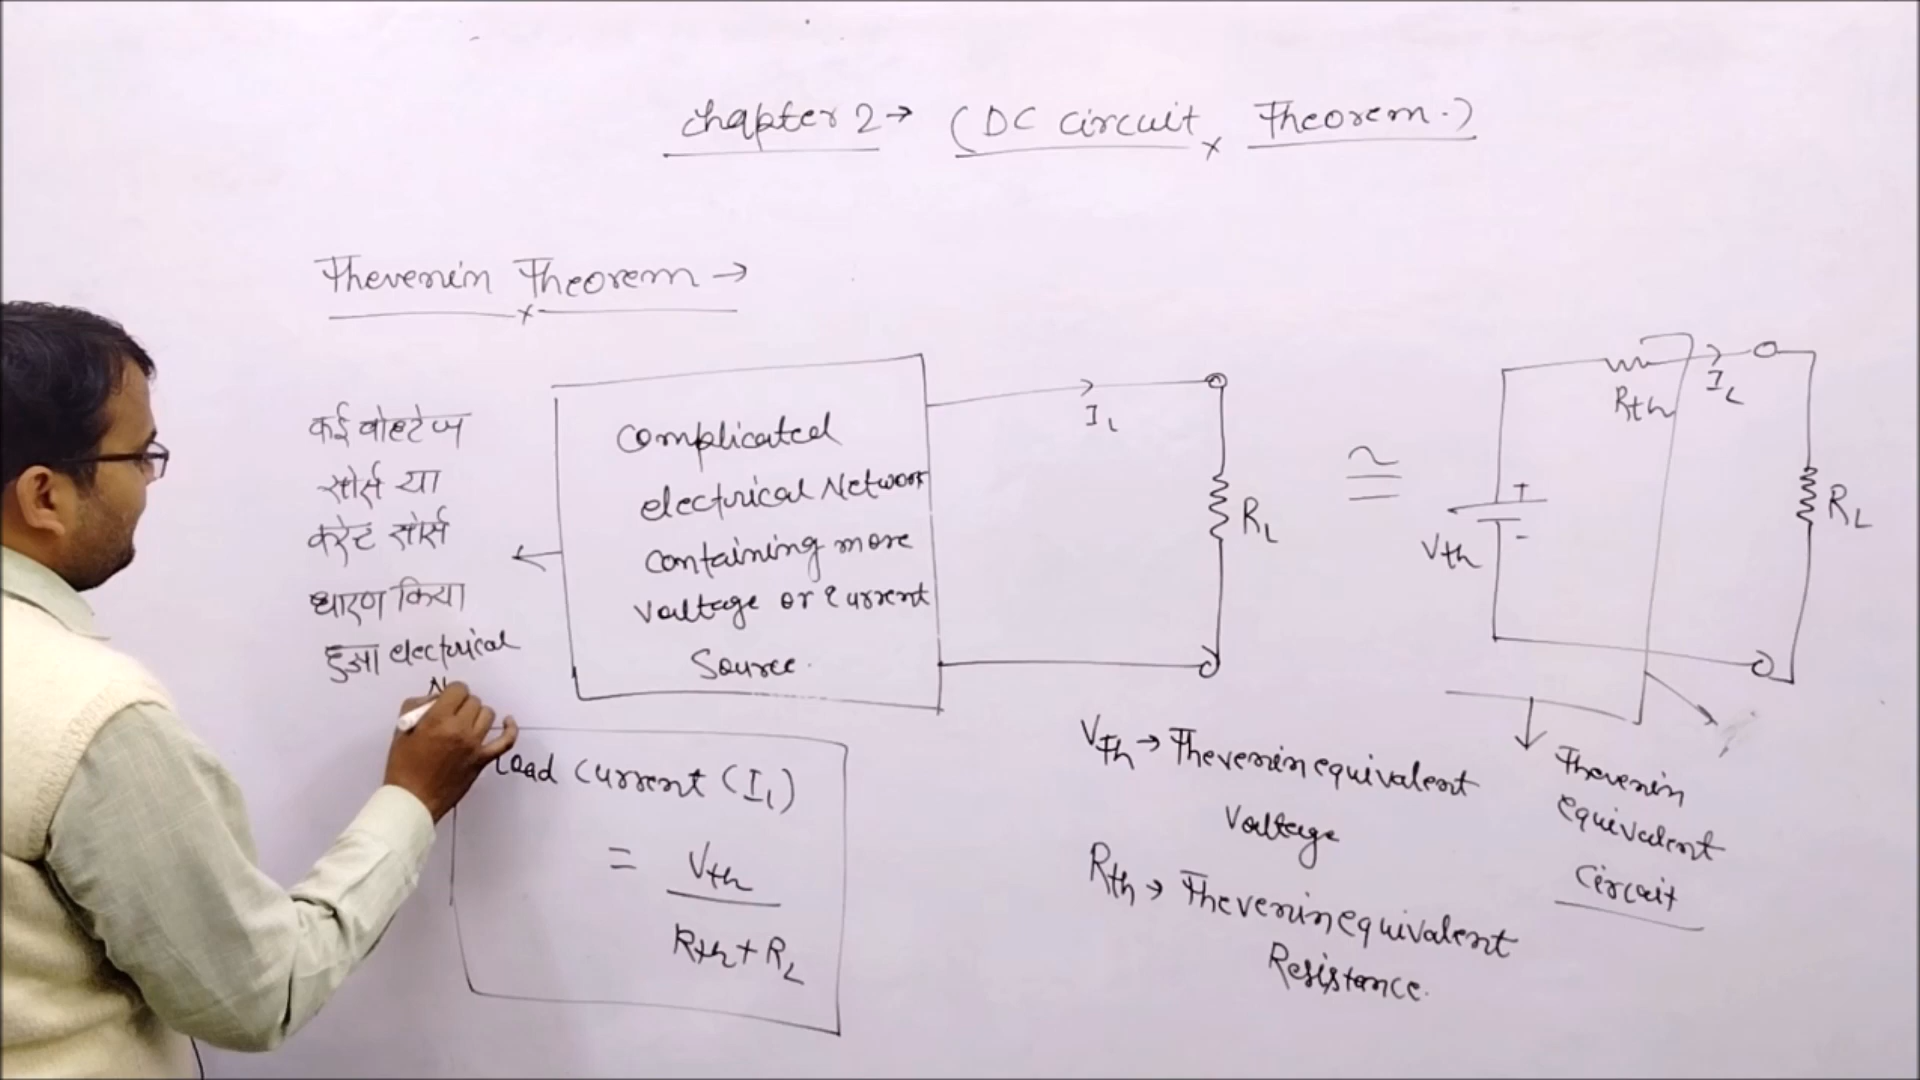 Chapter 2 → (DC circuit Theorem.)
Thevenin Theorem →
कई वोल्टेज
सोर्स या
करेंट सोर्स
धारण किया
हुआ electrical
N
Complicated
electrical Network
containing more
voltage or current
Source.
I_L
R_L
≅
R_th
I_L
+
-
V_th
R_L
V_th → Thevenin equivalent
Voltage
R_th → Thevenin equivalent
Resistance.
Thevenin
equivalent
Circuit
Load current (I_L)
= V_th
R_th + R_L